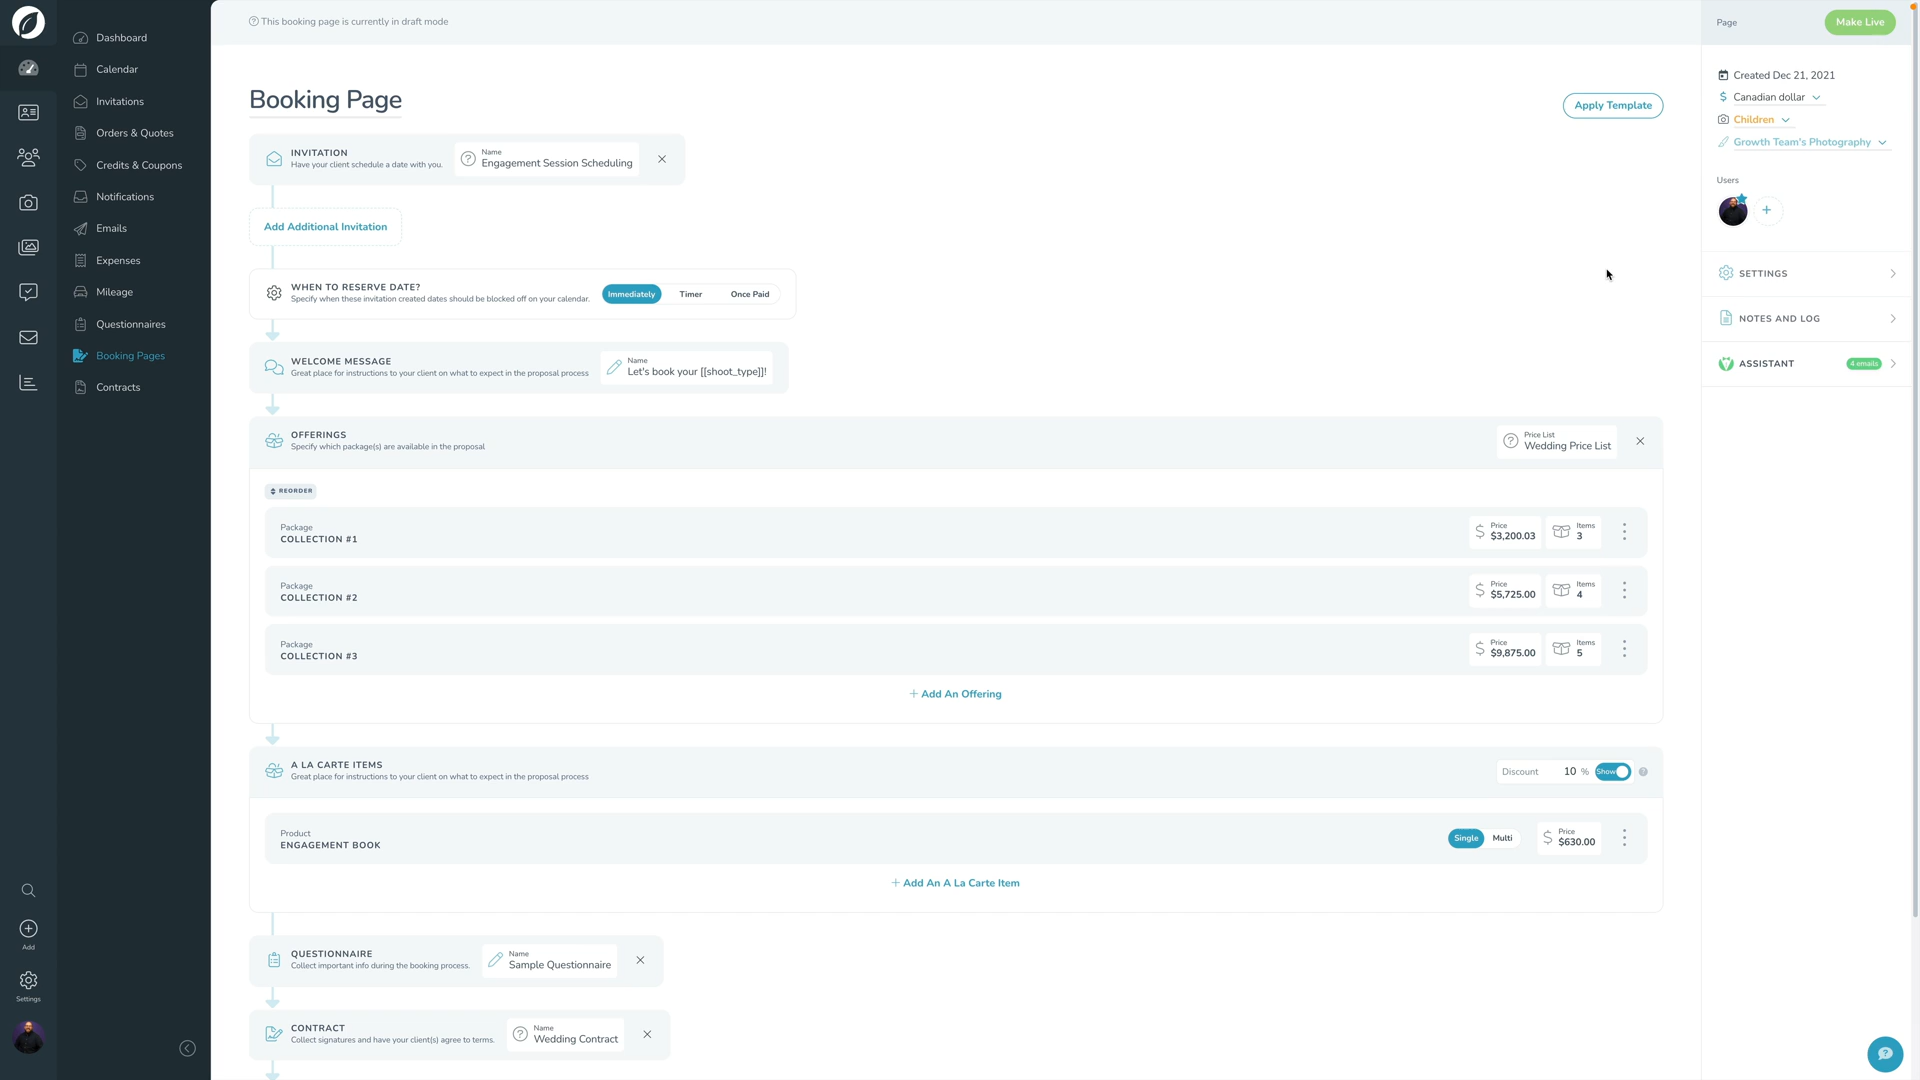 Dashboard
Calendar
Invitations
Orders & Quotes
Credits & Coupons
Notifications
Emails
Expenses
Mileage
Questionnaires
Booking Pages
Contracts
Add
Settings
This booking page is currently in draft mode
Booking Page
Apply Template
INVITATION
Have your client schedule a date with you.
Name
Engagement Session Scheduling
Add Additional Invitation
WHEN TO RESERVE DATE?
Specify when these invitation created dates should be blocked off on your calendar.
Immediately Timer Once Paid
WELCOME MESSAGE
Great place for instructions to your client on what to expect in the proposal process
Name
Let's book your [[shoot_type]]!
OFFERINGS
Specify which package(s) are available in the proposal
Price List
Wedding Price List
REORDER
Package
COLLECTION #1
Price
$3,200.03
Items
3
Package
COLLECTION #2
Price
$5,725.00
Items
4
Package
COLLECTION #3
Price
$9,875.00
Items
5
+ Add An Offering
A LA CARTE ITEMS
Great place for instructions to your client on what to expect in the proposal process
Discount 10 % Show
Product
ENGAGEMENT BOOK
Single Multi
Price
$630.00
+ Add An A La Carte Item
QUESTIONNAIRE
Collect important info during the booking process.
Name
Sample Questionnaire
CONTRACT
Collect signatures and have your client(s) agree to terms.
Name
Wedding Contract
Page
Make Live
Created Dec 21, 2021
Canadian dollar
Children
Growth Team's Photography
Users
SETTINGS
NOTES AND LOG
ASSISTANT
4 emails